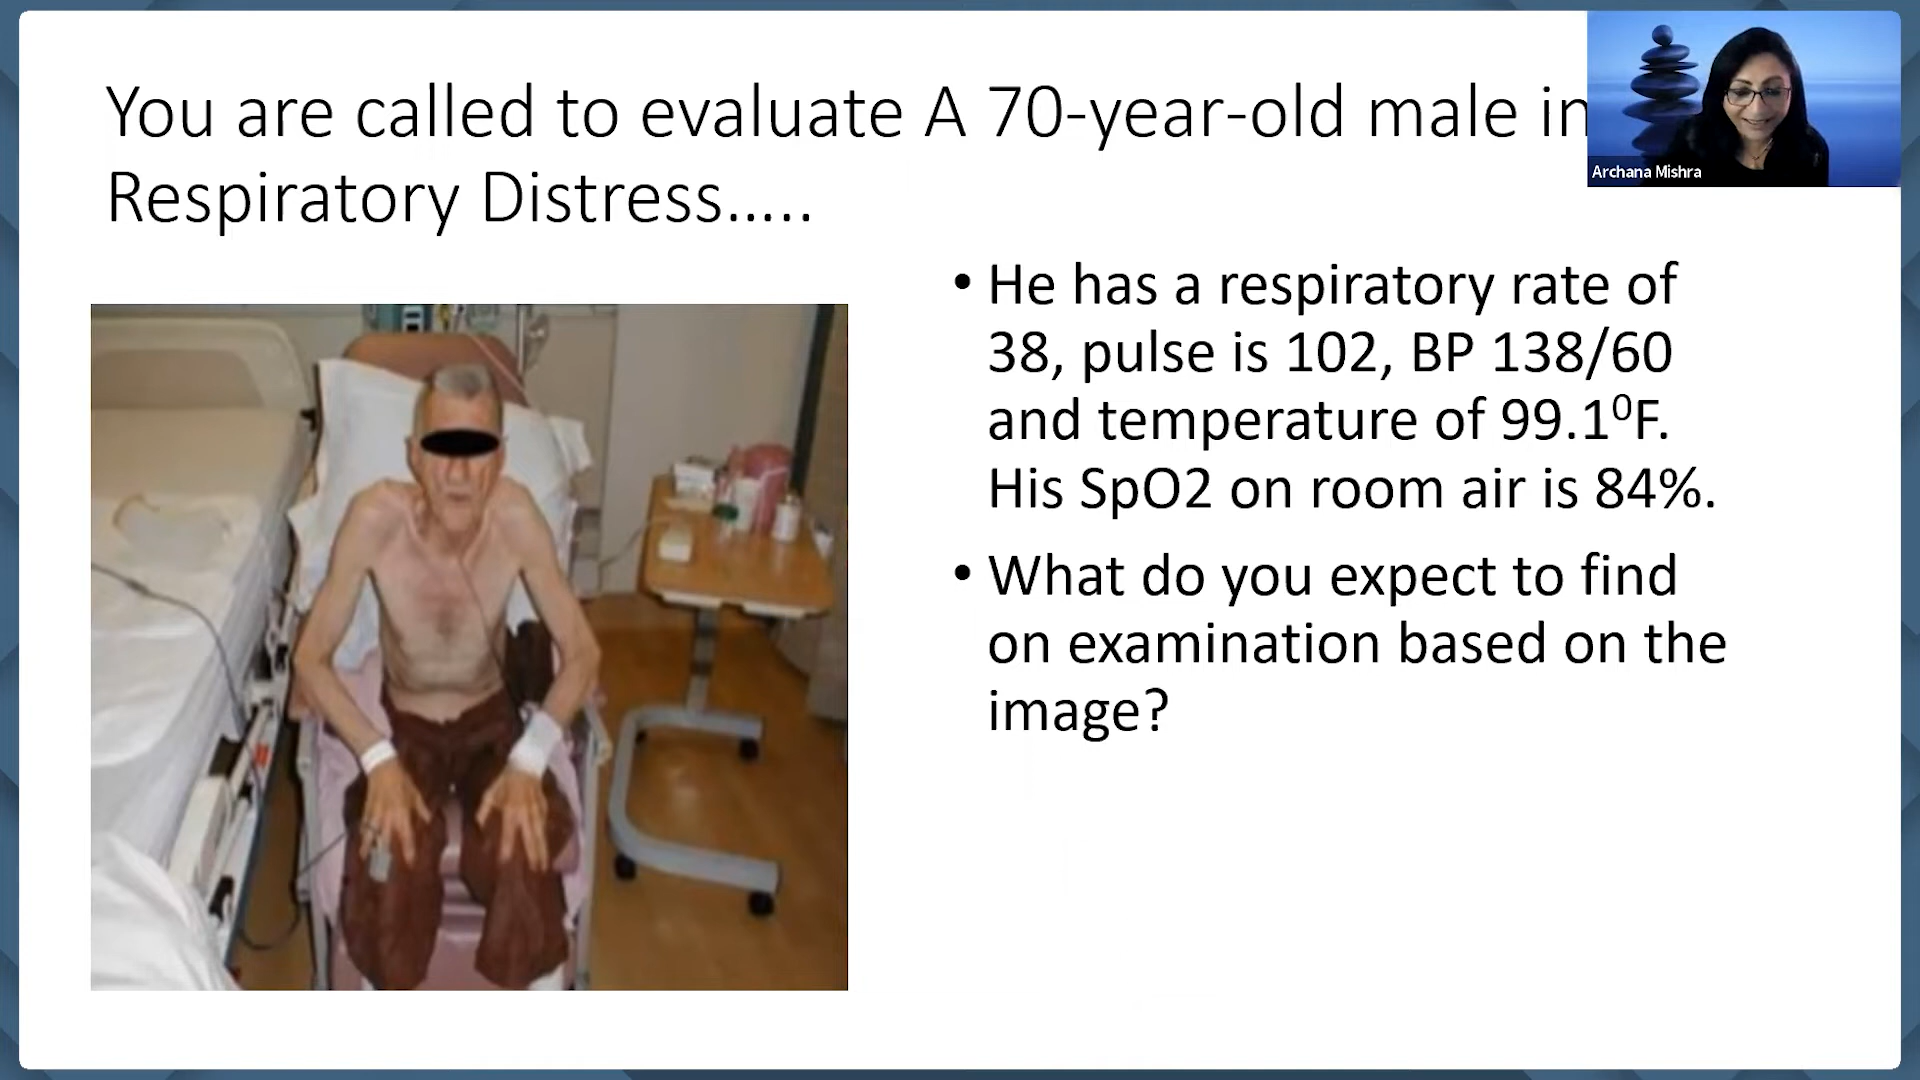 You are called to evaluate A 70-year-old male in
Respiratory Distress.....
Archana Mishra
• He has a respiratory rate of
38, pulse is 102, BP 138/60
and temperature of 99.1⁰F.
His SpO2 on room air is 84%.
• What do you expect to find
on examination based on the
image?